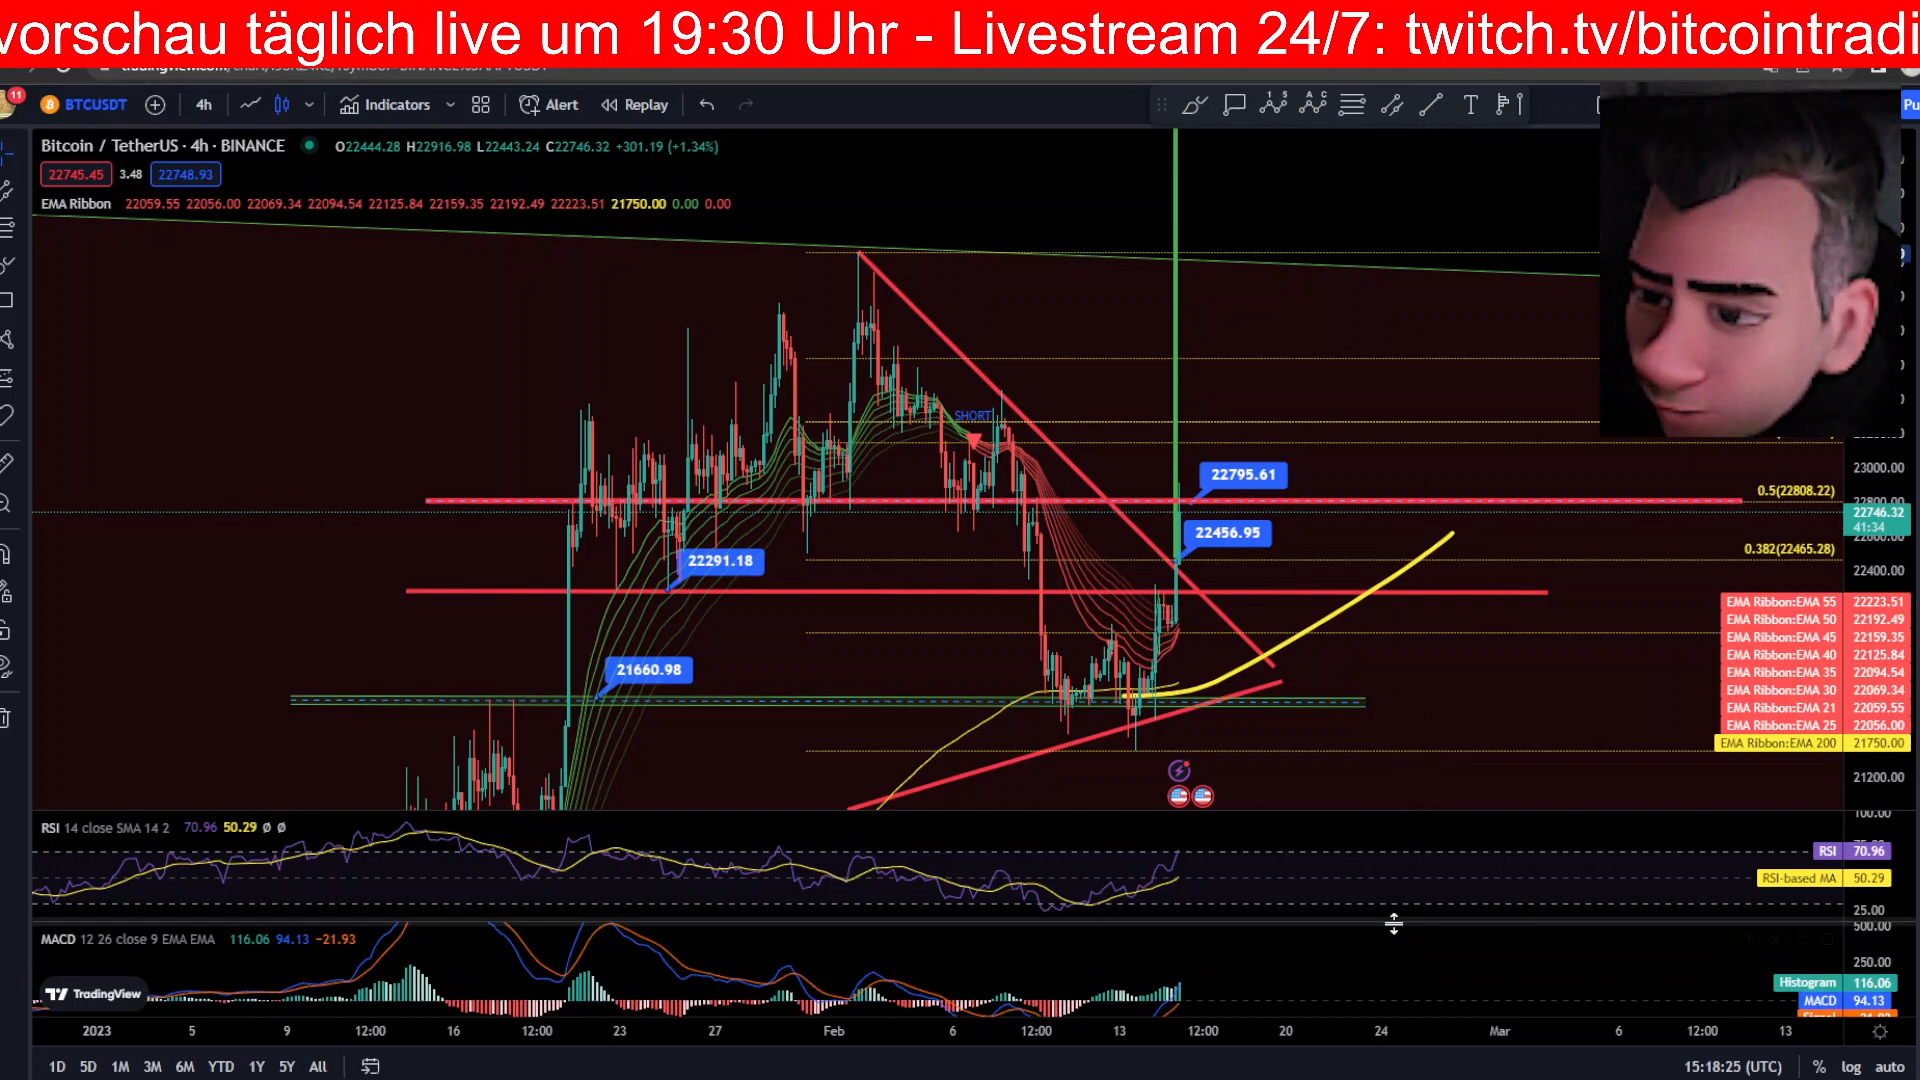 vorschau täglich live um 19:30 Uhr - Livestream 24/7: twitch.tv/bitcointradi
11
BTCUSDT 4h Indicators Alert Replay
Pu
Bitcoin / TetherUS · 4h · BINANCE O22444.28 H22916.98 L22443.24 C22746.32 +301.19 (+1.34%)
22745.45 3.48 22748.93
EMA Ribbon 22059.55 22056.00 22069.34 22094.54 22125.84 22159.35 22192.49 22223.51 21750.00 0.00 0.00
SHORT
22795.61
22456.95
22291.18
21660.98
23000.00
0.5(22808.22)
22800.00
22746.32
41:34
22600.00
0.382(22465.28)
22400.00
EMA Ribbon:EMA 55 22223.51
EMA Ribbon:EMA 50 22192.49
EMA Ribbon:EMA 45 22159.35
EMA Ribbon:EMA 40 22125.84
EMA Ribbon:EMA 35 22094.54
EMA Ribbon:EMA 30 22069.34
EMA Ribbon:EMA 21 22059.55
EMA Ribbon:EMA 25 22056.00
EMA Ribbon:EMA 200 21750.00
21200.00
RSI 14 close SMA 14 2 70.96 50.29 Ø Ø
100.00
RSI 70.96
RSI-based MA 50.29
25.00
500.00
MACD 12 26 close 9 EMA EMA 116.06 94.13 −21.93
250.00
Histogram 116.06
MACD 94.13
TradingView
2023 5 9 12:00 16 12:00 23 27 Feb 6 12:00 13 12:00 20 24 Mar 6 12:00 13
1D 5D 1M 3M 6M YTD 1Y 5Y All
15:18:25 (UTC) % log auto